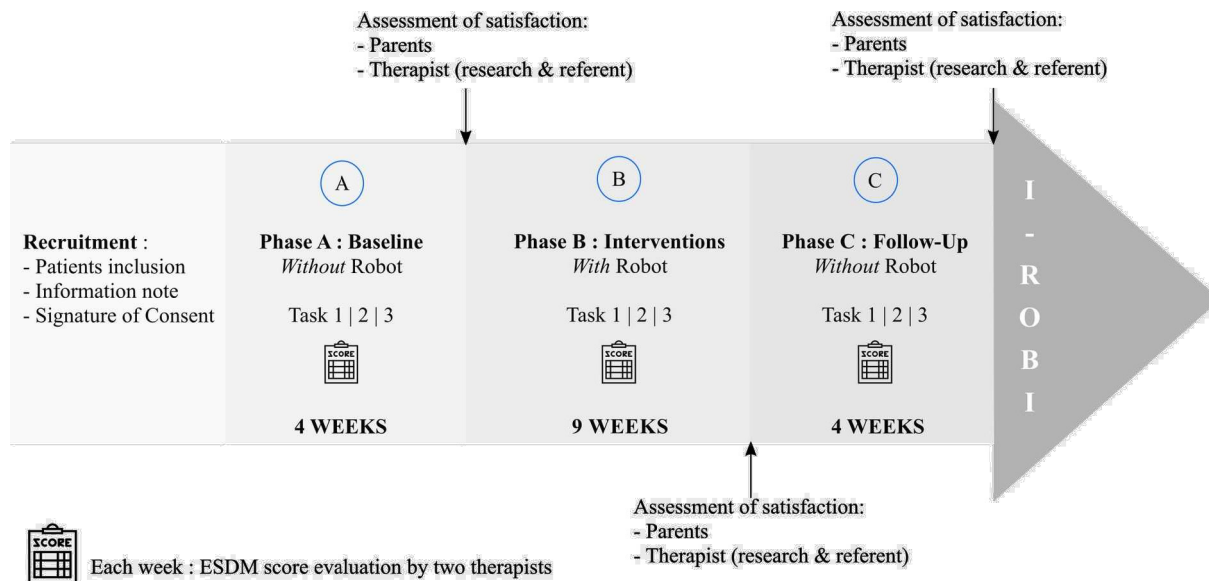 Assessment of satisfaction:
- Parents
- Therapist (research & referent)
Assessment of satisfaction:
- Parents
- Therapist (research & referent)
Recruitment :
- Patients inclusion
- Information note
- Signature of Consent
A
Phase A : Baseline
Without Robot
Task 1 | 2 | 3
SCORE
4 WEEKS
B
Phase B : Interventions
With Robot
Task 1 | 2 | 3
SCORE
9 WEEKS
C
Phase C : Follow-Up
Without Robot
Task 1 | 2 | 3
SCORE
4 WEEKS
I
-
R
O
B
I
Assessment of satisfaction:
- Parents
- Therapist (research & referent)
SCORE
Each week : ESDM score evaluation by two therapists